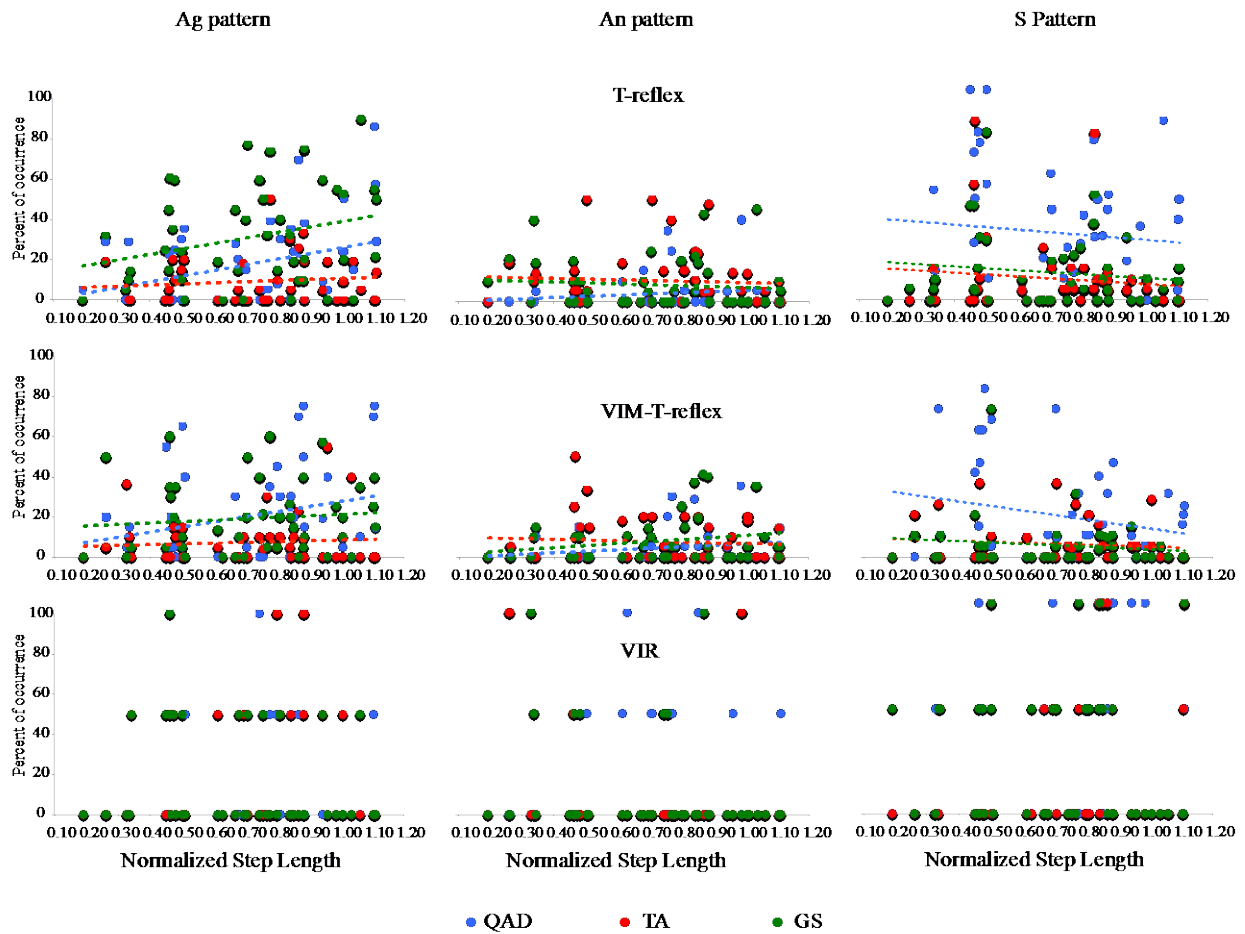 Ag pattern An pattern S Pattern
T-reflex
Percent of occurrence
100
80
60
40
20
0
0.10 0.20 0.30 0.40 0.50 0.60 0.70 0.80 0.90 1.00 1.10 1.20
0.10 0.20 0.30 0.40 0.50 0.60 0.70 0.80 0.90 1.00 1.10 1.20
0.10 0.20 0.30 0.40 0.50 0.60 0.70 0.80 0.90 1.00 1.10 1.20
VIM-T-reflex
Percent of occurrence
100
80
60
40
20
0
0.10 0.20 0.30 0.40 0.50 0.60 0.70 0.80 0.90 1.00 1.10 1.20
0.10 0.20 0.30 0.40 0.50 0.60 0.70 0.80 0.90 1.00 1.10 1.20
0.10 0.20 0.30 0.40 0.50 0.60 0.70 0.80 0.90 1.00 1.10 1.20
VIR
Percent of occurrence
100
80
60
40
20
0
0.10 0.20 0.30 0.40 0.50 0.60 0.70 0.80 0.90 1.00 1.10 1.20
0.10 0.20 0.30 0.40 0.50 0.60 0.70 0.80 0.90 1.00 1.10 1.20
0.10 0.20 0.30 0.40 0.50 0.60 0.70 0.80 0.90 1.00 1.10 1.20
Normalized Step Length Normalized Step Length Normalized Step Length
QAD TA GS